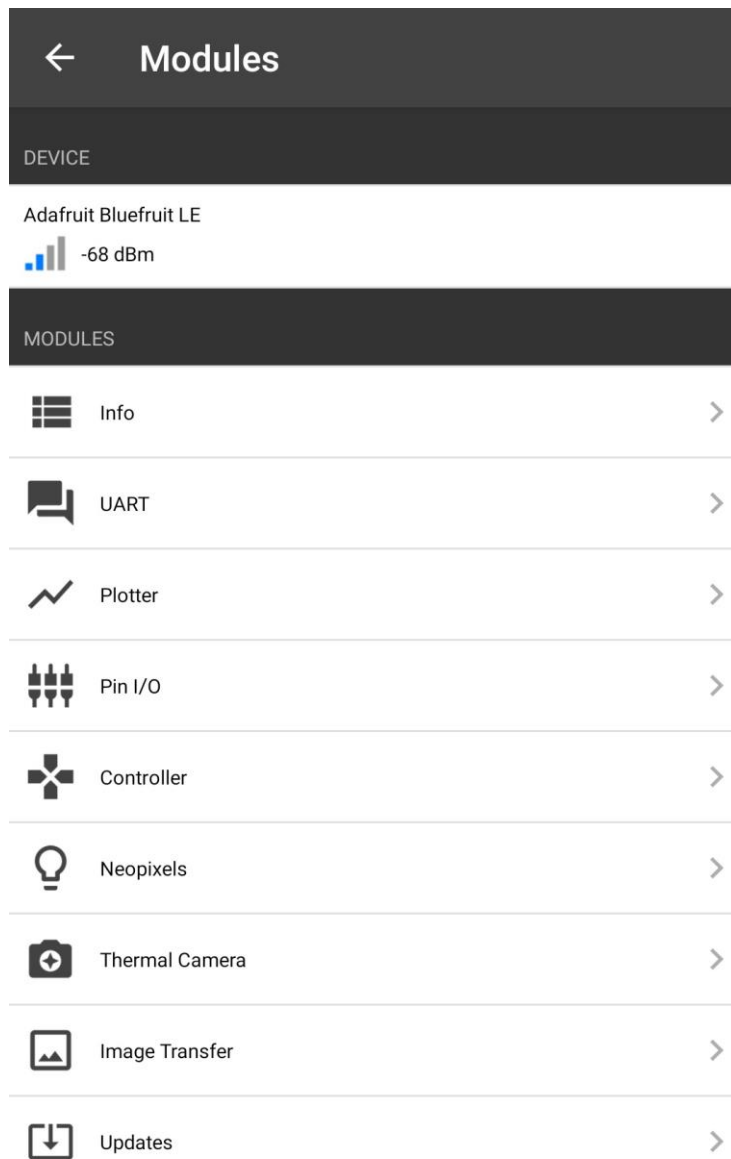 Modules
DEVICE
Adafruit Bluefruit LE
-68 dBm
MODULES
Info
UART
Plotter
Pin I/O
Controller
Neopixels
Thermal Camera
Image Transfer
Updates